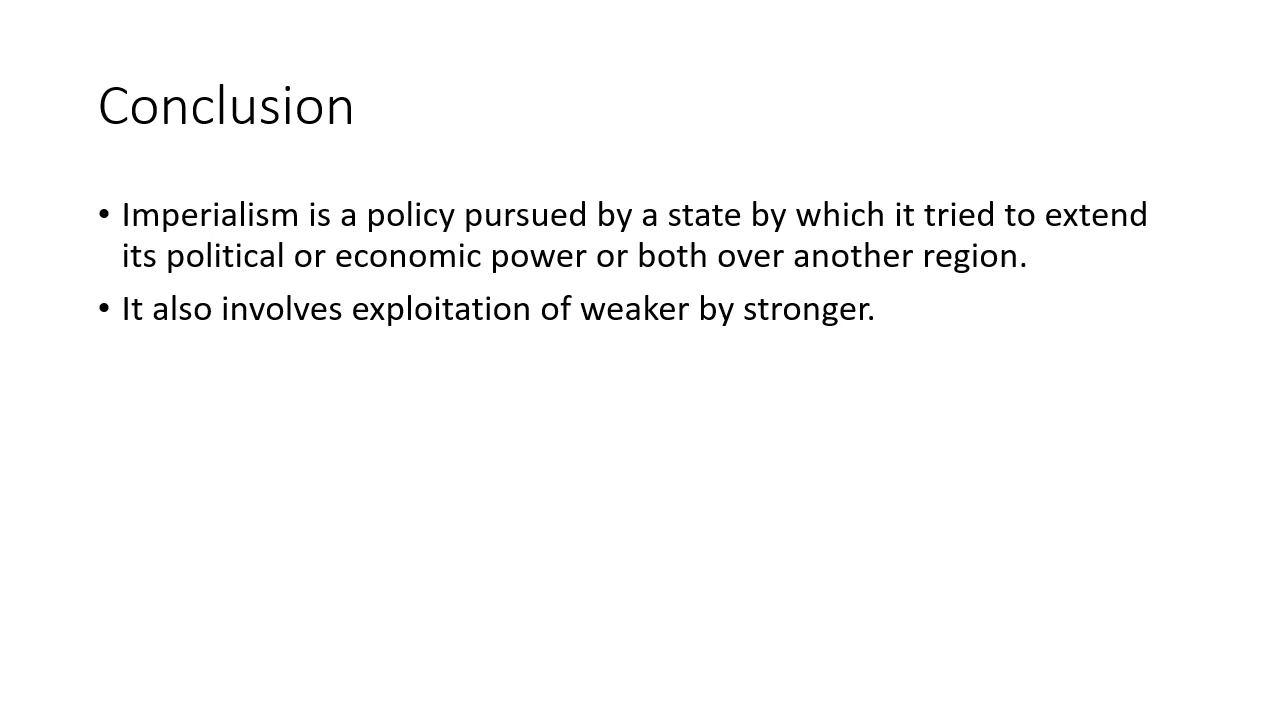 Conclusion
• Imperialism is a policy pursued by a state by which it tried to extend
its political or economic power or both over another region.
• It also involves exploitation of weaker by stronger.